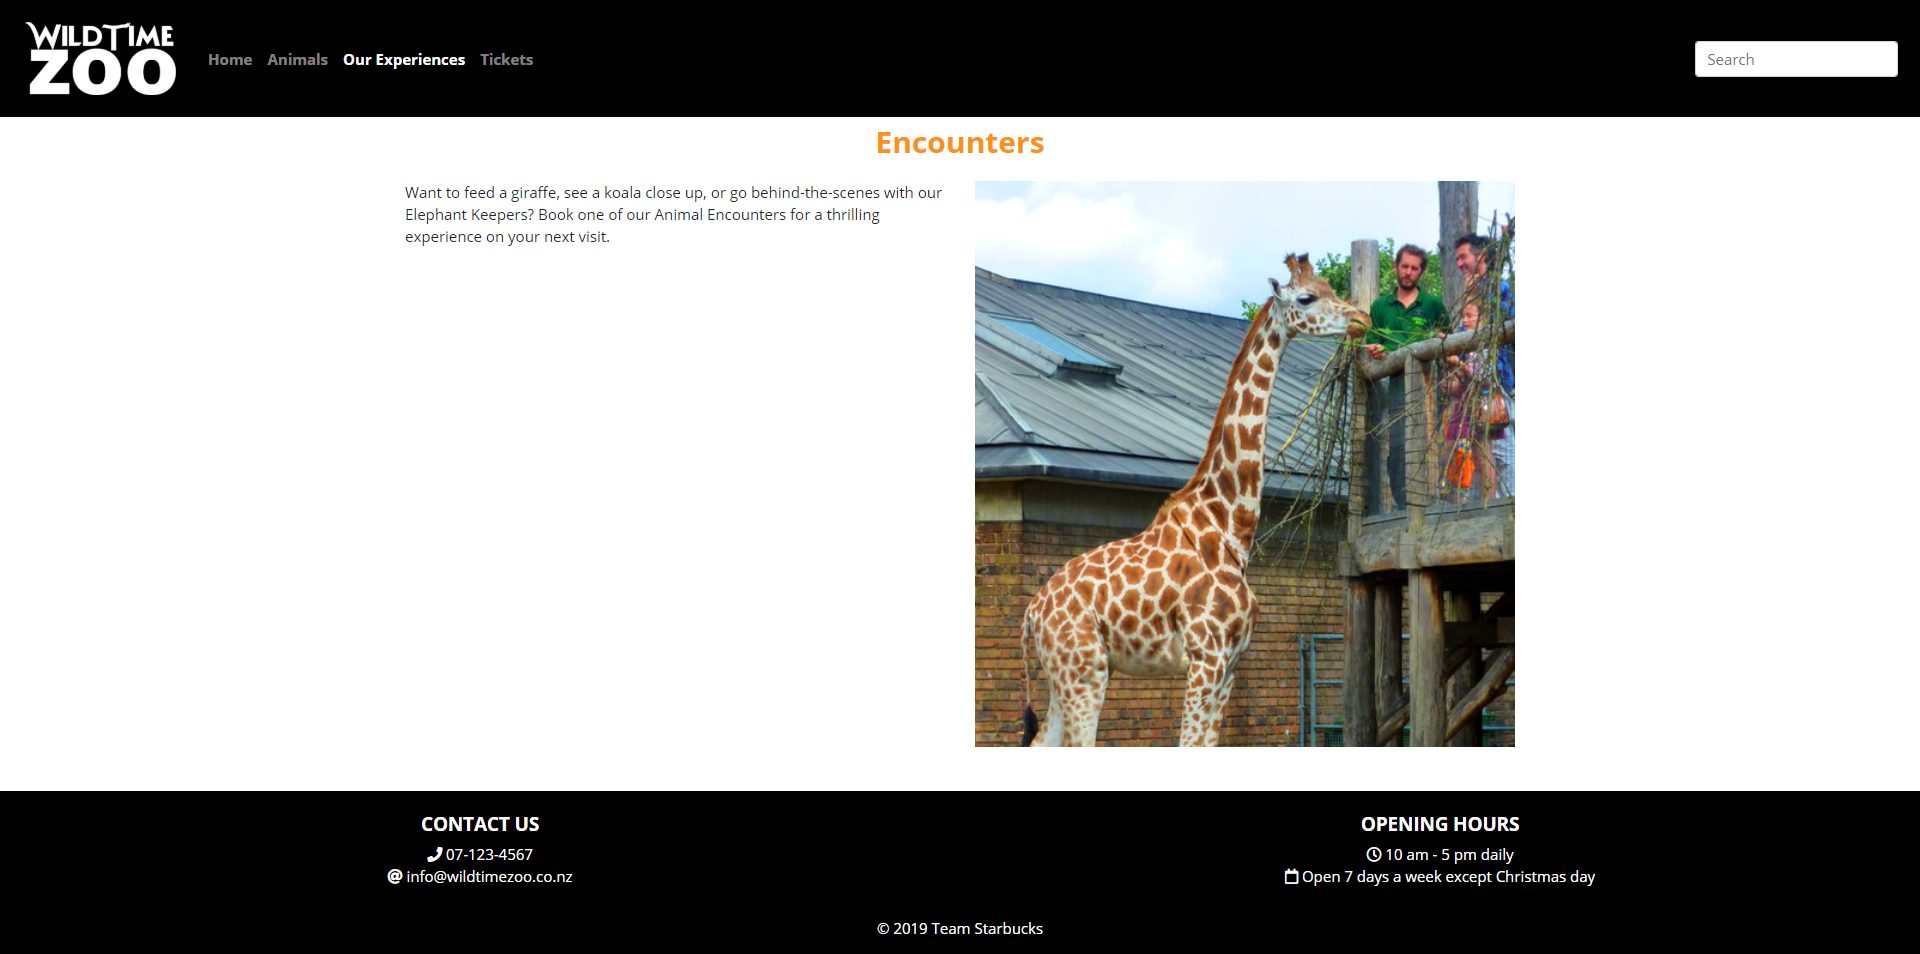 WILDTIME
ZOO
Home Animals Our Experiences Tickets
Search
Encounters
Want to feed a giraffe, see a koala close up, or go behind-the-scenes with our
Elephant Keepers? Book one of our Animal Encounters for a thrilling
experience on your next visit.
CONTACT US
07-123-4567
info@wildtimezoo.co.nz
OPENING HOURS
10 am - 5 pm daily
Open 7 days a week except Christmas day
© 2019 Team Starbucks